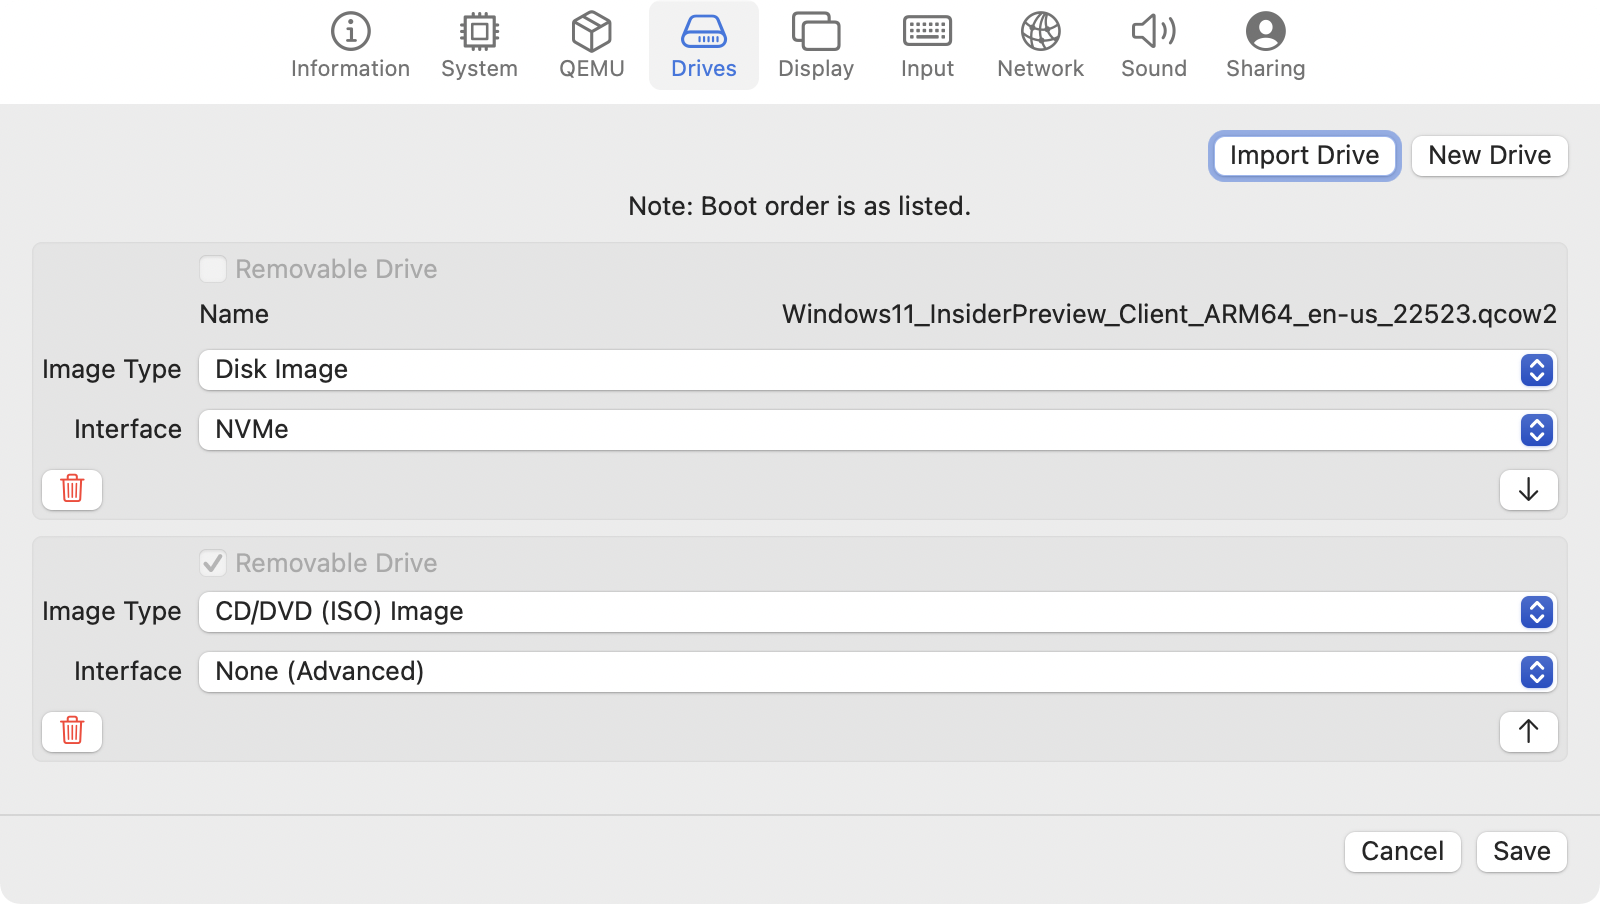 Information System QEMU Drives Display Input Network Sound Sharing
Import Drive New Drive
Note: Boot order is as listed.
Removable Drive
Name Windows11_InsiderPreview_Client_ARM64_en-us_22523.qcow2
Image Type Disk Image
Interface NVMe
Removable Drive
Image Type CD/DVD (ISO) Image
Interface None (Advanced)
Cancel Save